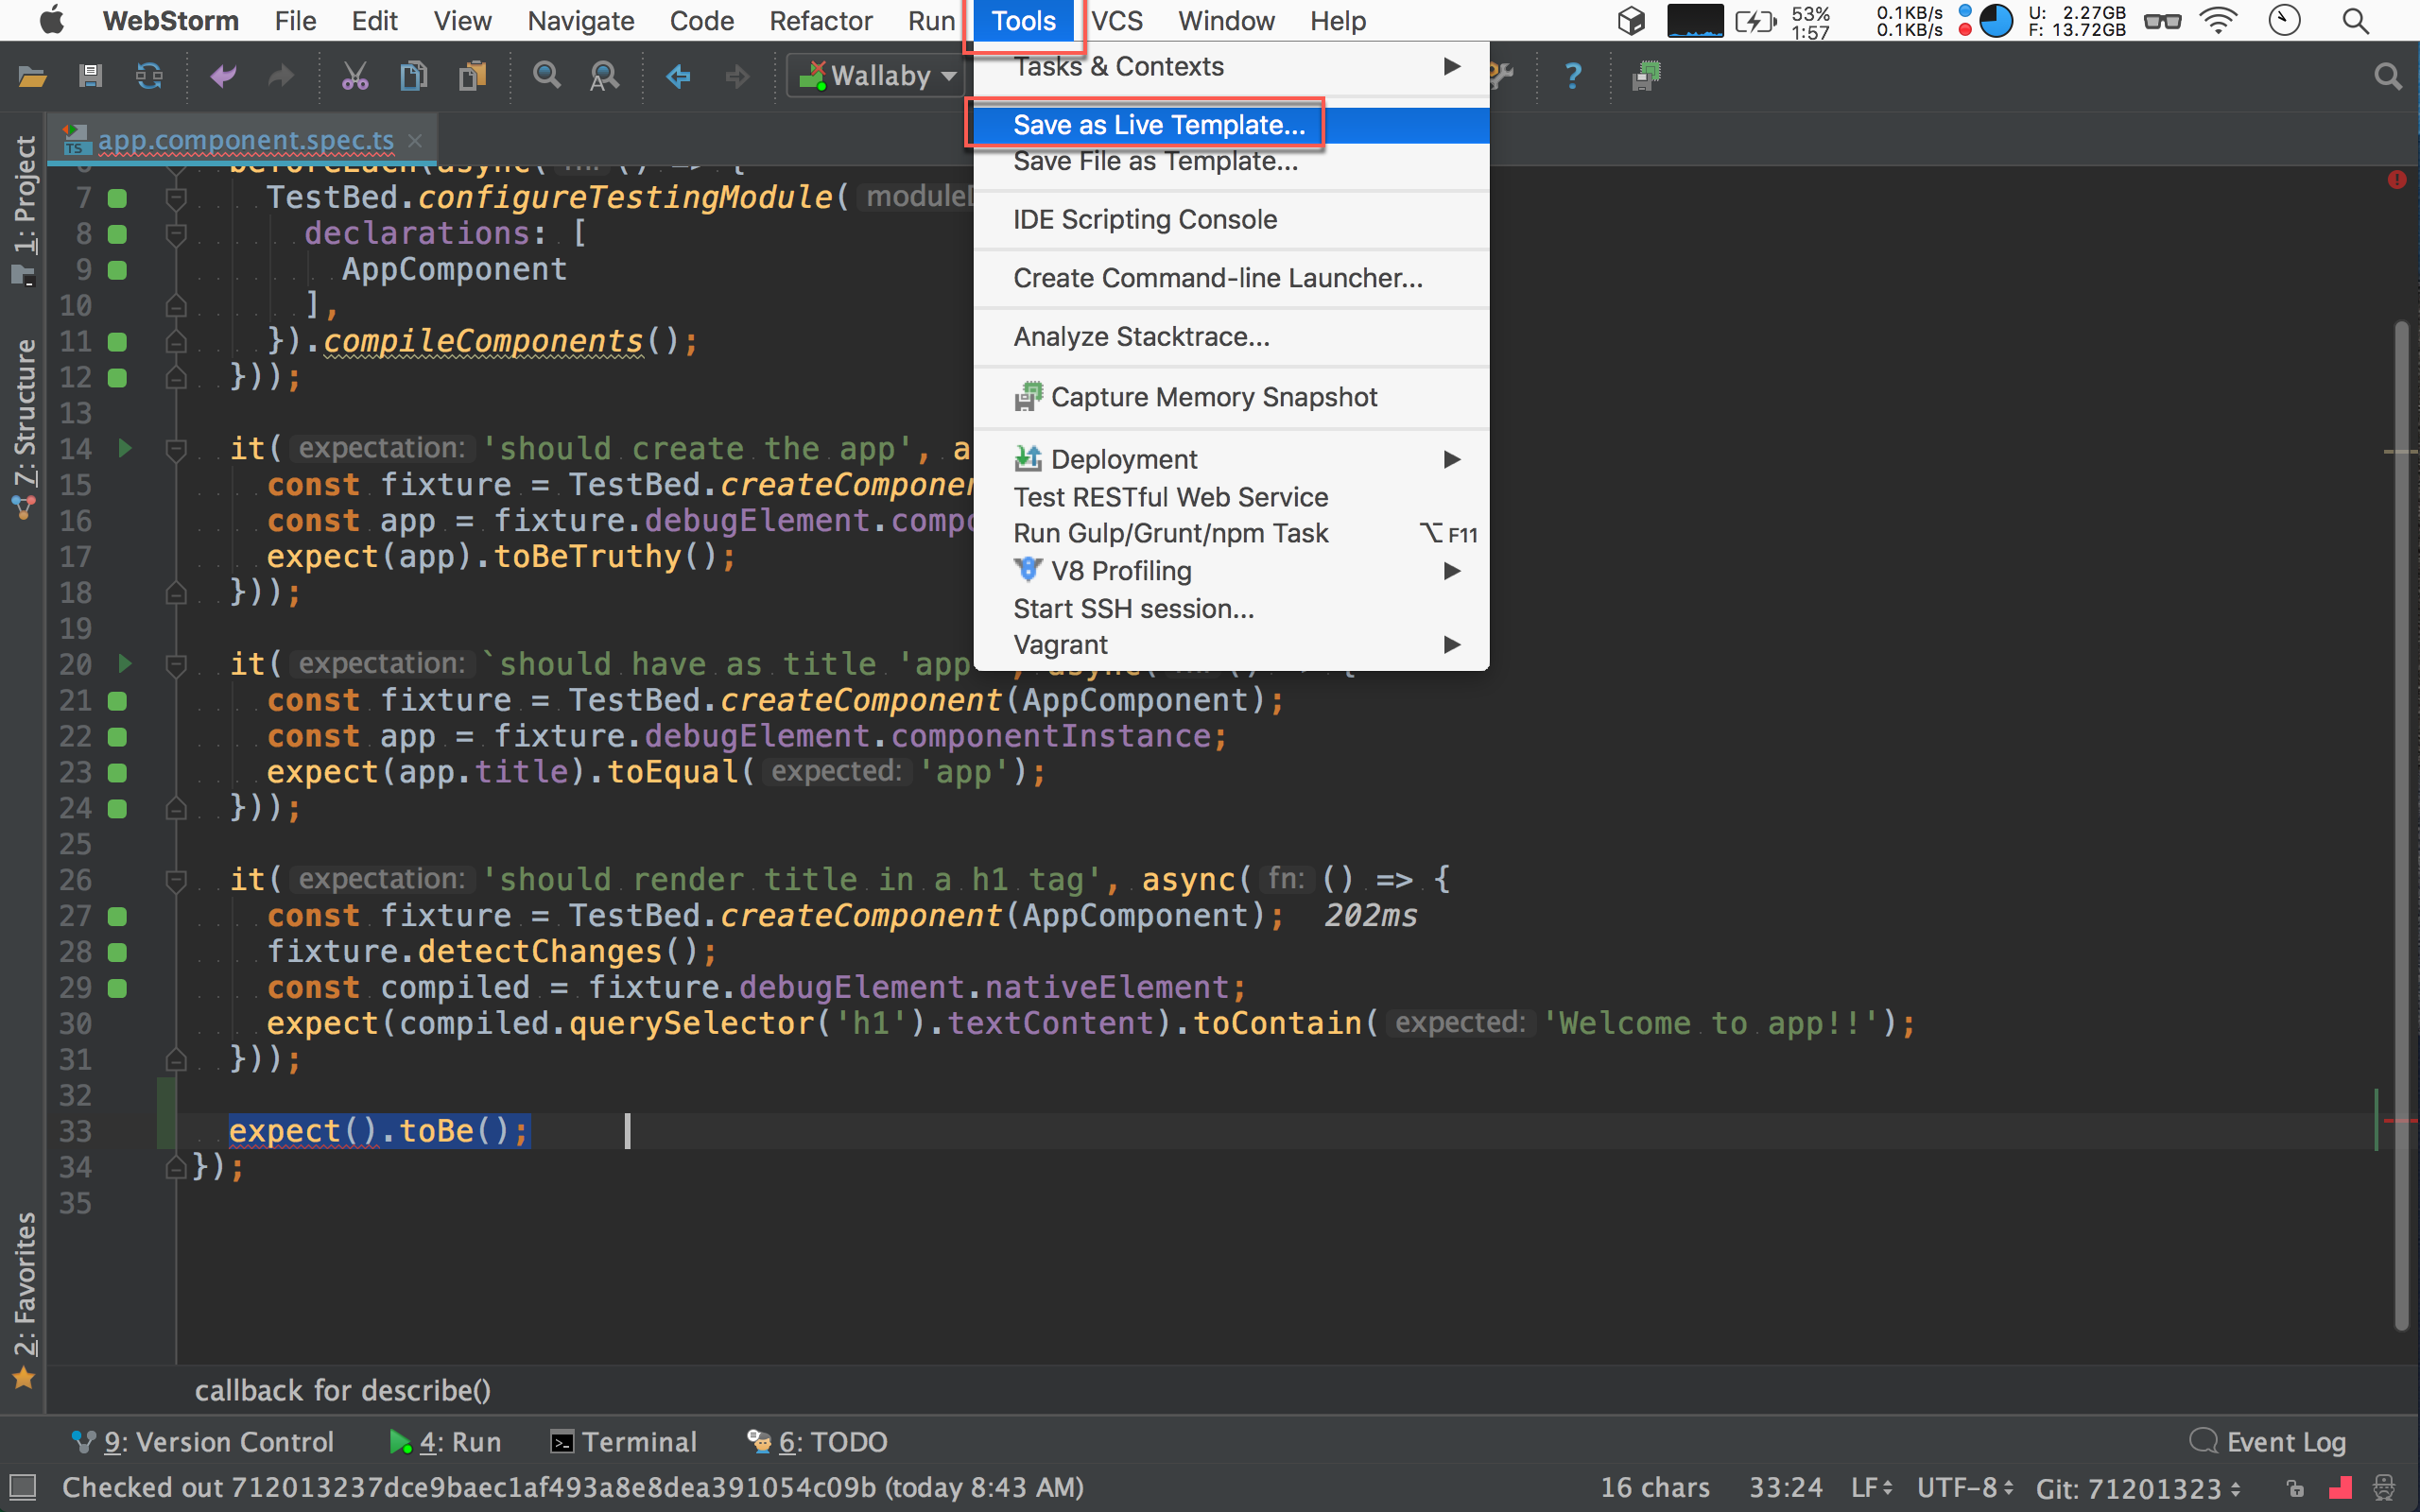 WebStorm File Edit View Navigate Code Refactor Run Tools VCS Window Help 53% 1:57 0.1KB/s 0.1KB/s U: 2.27GB F: 13.72GB
Wallaby
Tasks & Contexts
Save as Live Template...
Save File as Template...
IDE Scripting Console
Create Command-line Launcher...
Analyze Stacktrace...
Capture Memory Snapshot
Deployment
Test RESTful Web Service
Run Gulp/Grunt/npm Task ⌥F11
V8 Profiling
Start SSH session...
Vagrant
app.component.spec.ts
1: Project
7: Structure
2: Favorites
7 TestBed.configureTestingModule(
8 declarations: [
9 AppComponent
10 ],
11 }).compileComponents();
12 }));
13
14 it( expectation: 'should create the app', a
15 const fixture = TestBed.createComponen
16 const app = fixture.debugElement.compo
17 expect(app).toBeTruthy();
18 }));
19
20 it( expectation: `should have as title 'app
21 const fixture = TestBed.createComponent(AppComponent);
22 const app = fixture.debugElement.componentInstance;
23 expect(app.title).toEqual( expected: 'app');
24 }));
25
26 it( expectation: 'should render title in a h1 tag', async( fn: () => {
27 const fixture = TestBed.createComponent(AppComponent); 202ms
28 fixture.detectChanges();
29 const compiled = fixture.debugElement.nativeElement;
30 expect(compiled.querySelector('h1').textContent).toContain( expected: 'Welcome to app!!');
31 }));
32
33 expect().toBe();
34 });
35
callback for describe()
9: Version Control 4: Run Terminal 6: TODO Event Log
Checked out 712013237dce9baec1af493a8e8dea391054c09b (today 8:43 AM) 16 chars 33:24 LF UTF-8 Git: 71201323